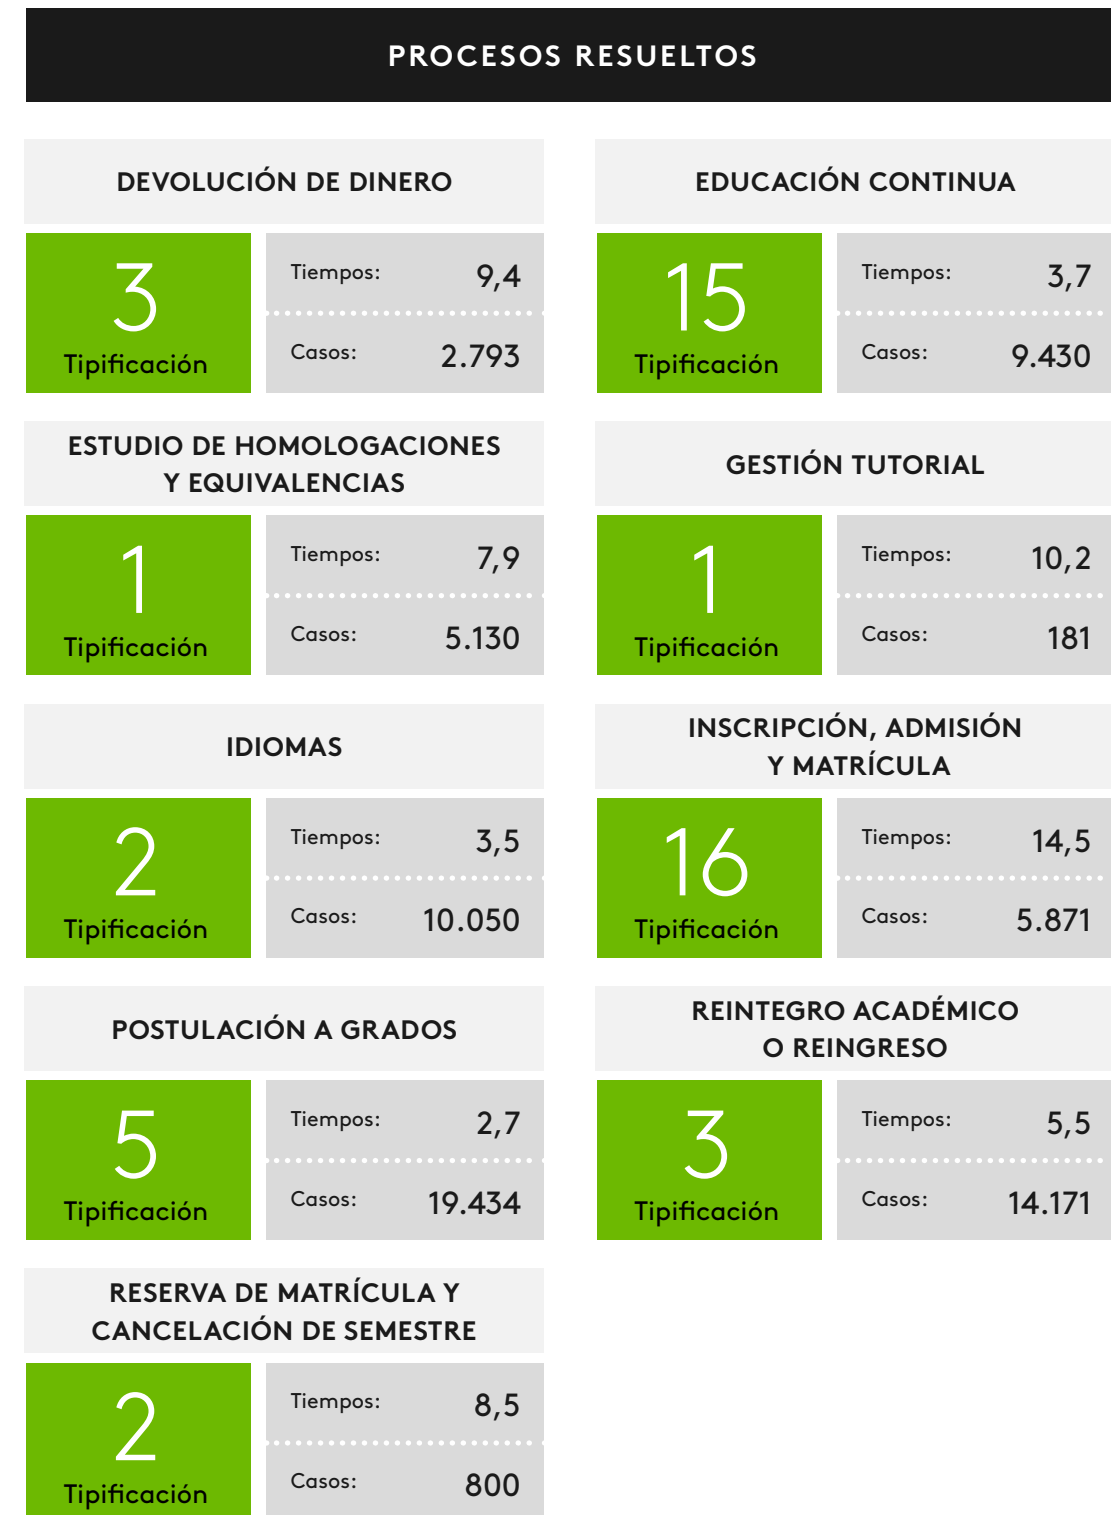 PROCESOS RESUELTOS
DEVOLUCIÓN DE DINERO
3
Tipificación
Tiempos: 9,4
Casos: 2.793
EDUCACIÓN CONTINUA
15
Tipificación
Tiempos: 3,7
Casos: 9.430
ESTUDIO DE HOMOLOGACIONES
Y EQUIVALENCIAS
1
Tipificación
Tiempos: 7,9
Casos: 5.130
GESTIÓN TUTORIAL
1
Tipificación
Tiempos: 10,2
Casos: 181
IDIOMAS
2
Tipificación
Tiempos: 3,5
Casos: 10.050
INSCRIPCIÓN, ADMISIÓN
Y MATRÍCULA
16
Tipificación
Tiempos: 14,5
Casos: 5.871
POSTULACIÓN A GRADOS
5
Tipificación
Tiempos: 2,7
Casos: 19.434
REINTEGRO ACADÉMICO
O REINGRESO
3
Tipificación
Tiempos: 5,5
Casos: 14.171
RESERVA DE MATRÍCULA Y
CANCELACIÓN DE SEMESTRE
2
Tipificación
Tiempos: 8,5
Casos: 800